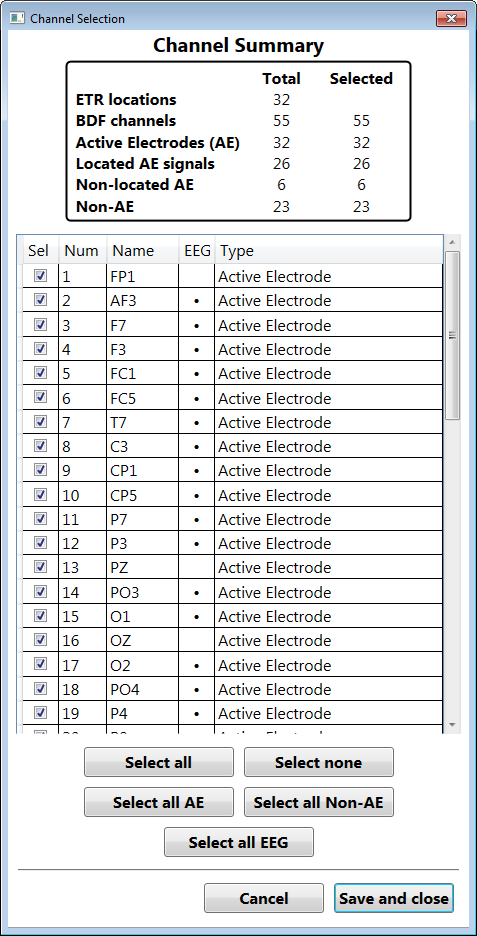 Channel Selection
Channel Summary
Total Selected
ETR locations 32
BDF channels 55 55
Active Electrodes (AE) 32 32
Located AE signals 26 26
Non-located AE 6 6
Non-AE 23 23
Sel Num Name EEG Type
1 FP1 Active Electrode
2 AF3 • Active Electrode
3 F7 • Active Electrode
4 F3 • Active Electrode
5 FC1 • Active Electrode
6 FC5 • Active Electrode
7 T7 • Active Electrode
8 C3 • Active Electrode
9 CP1 • Active Electrode
10 CP5 • Active Electrode
11 P7 • Active Electrode
12 P3 • Active Electrode
13 PZ Active Electrode
14 PO3 • Active Electrode
15 O1 • Active Electrode
16 OZ Active Electrode
17 O2 • Active Electrode
18 PO4 • Active Electrode
19 P4 • Active Electrode
Select all Select none
Select all AE Select all Non-AE
Select all EEG
Cancel Save and close